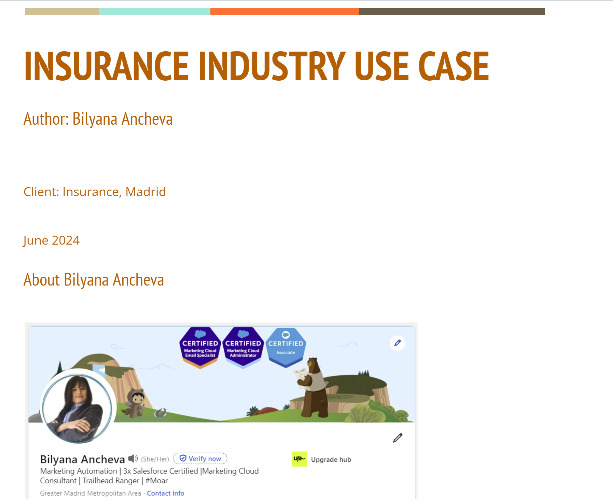 INSURANCE INDUSTRY USE CASE
Author: Bilyana Ancheva
Client: Insurance, Madrid
June 2024
About Bilyana Ancheva
CERTIFIED
Marketing Cloud
Email Specialist
CERTIFIED
Marketing Cloud
Administrator
CERTIFIED
Associate
Bilyana Ancheva (She/Her) Verify now
Marketing Automation | 3x Salesforce Certified |Marketing Cloud
Consultant | Trailhead Ranger | #Moar
Greater Madrid Metropolitan Area · Contact info
up
Upgrade hub